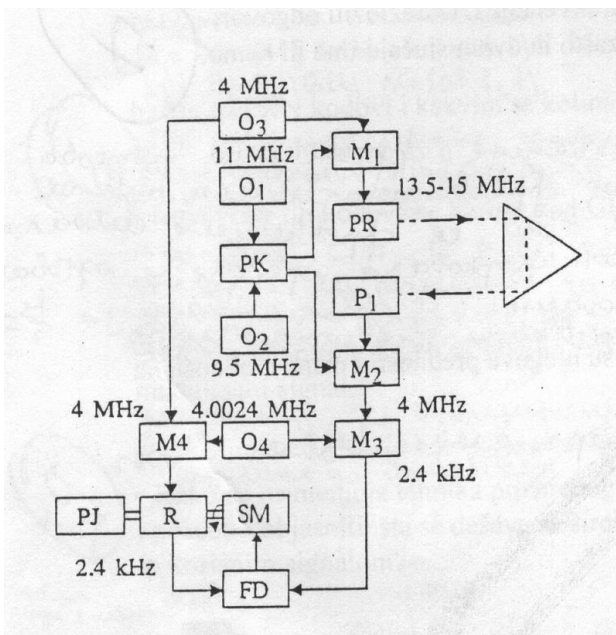 4 MHz
O₃
11 MHz
M₁
O₁
13.5-15 MHz
PR
PK
P₁
O₂
9.5 MHz
M₂
4 MHz
4.0024 MHz
4 MHz
M4
O₄
M₃
2.4 kHz
PJ
R
SM
2.4 kHz
FD